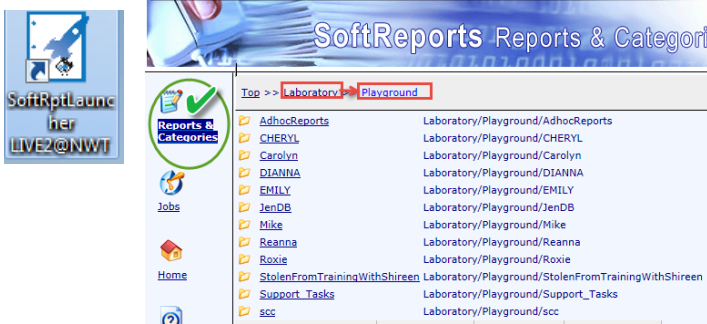 SoftRptLaunc
her
LIVE2@NWT
SoftReports Reports & Categori
Top >> Laboratory >> Playground
Reports &
Categories
Jobs
Home
AdhocReports Laboratory/Playground/AdhocReports
CHERYL Laboratory/Playground/CHERYL
Carolyn Laboratory/Playground/Carolyn
DIANNA Laboratory/Playground/DIANNA
EMILY Laboratory/Playground/EMILY
JenDB Laboratory/Playground/JenDB
Mike Laboratory/Playground/Mike
Reanna Laboratory/Playground/Reanna
Roxie Laboratory/Playground/Roxie
StolenFromTrainingWithShireen Laboratory/Playground/StolenFromTrainingWithShireen
Support_Tasks Laboratory/Playground/Support_Tasks
scc Laboratory/Playground/scc